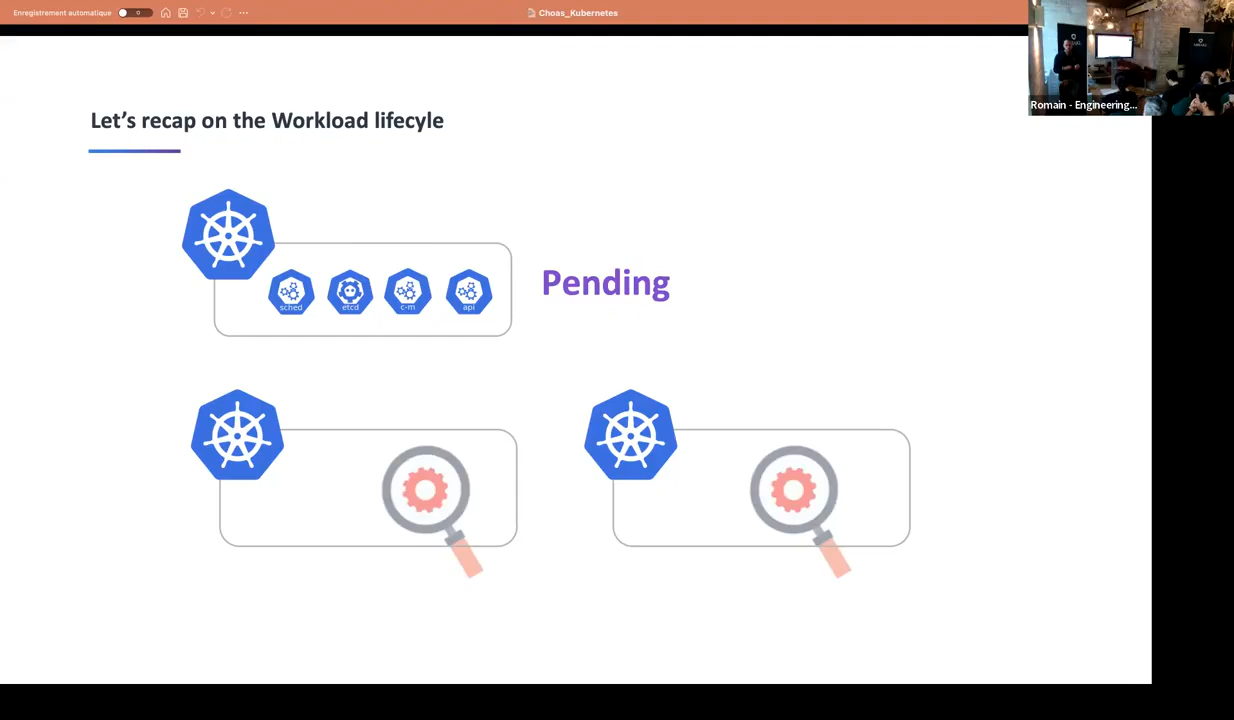 Enregistrement automatique
Choas_Kubernetes
Romain - Engineering...
Let's recap on the Workload lifecyle
sched
etcd
c-m
api
Pending